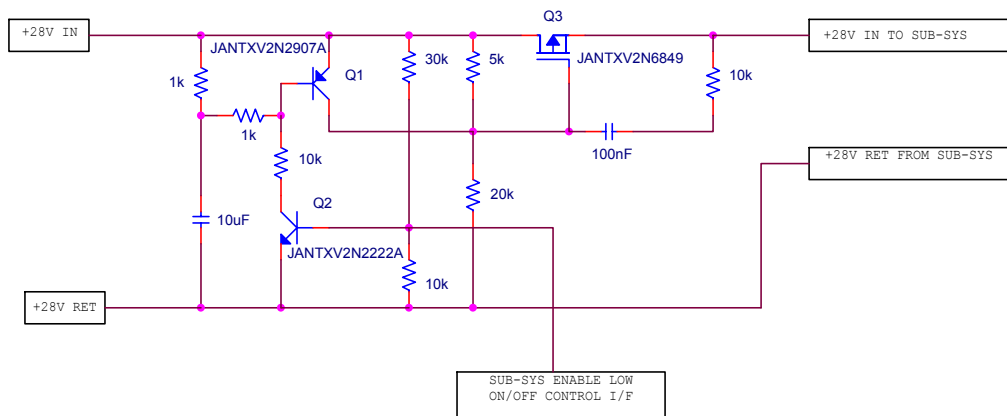 Q3
+28V IN
+28V IN TO SUB-SYS
JANTXV2N2907A
JANTXV2N6849
30k
5k
10k
1k
Q1
1k
100nF
10k
+28V RET FROM SUB-SYS
20k
Q2
10uF
JANTXV2N2222A
10k
+28V RET
SUB-SYS ENABLE LOW
ON/OFF CONTROL I/F